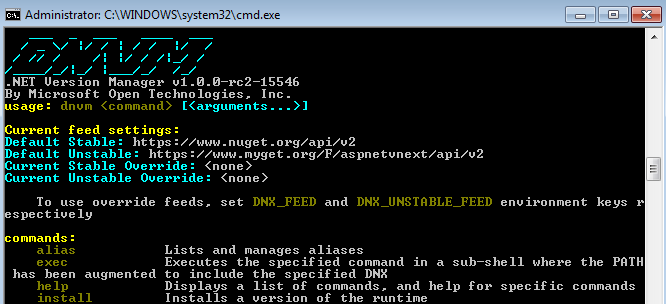 Administrator: C:\WINDOWS\system32\cmd.exe
.NET Version Manager v1.0.0-rc2-15546
By Microsoft Open Technologies, Inc.
usage: dnvm <command> [<arguments...>]
Current feed settings:
Default Stable: https://www.nuget.org/api/v2
Default Unstable: https://www.myget.org/F/aspnetvnext/api/v2
Current Stable Override: <none>
Current Unstable Override: <none>
To use override feeds, set DNX_FEED and DNX_UNSTABLE_FEED environment keys r
espectively
commands:
alias Lists and manages aliases
exec Executes the specified command in a sub-shell where the PATH
has been augmented to include the specified DNX
help Displays a list of commands, and help for specific commands
install Installs a version of the runtime